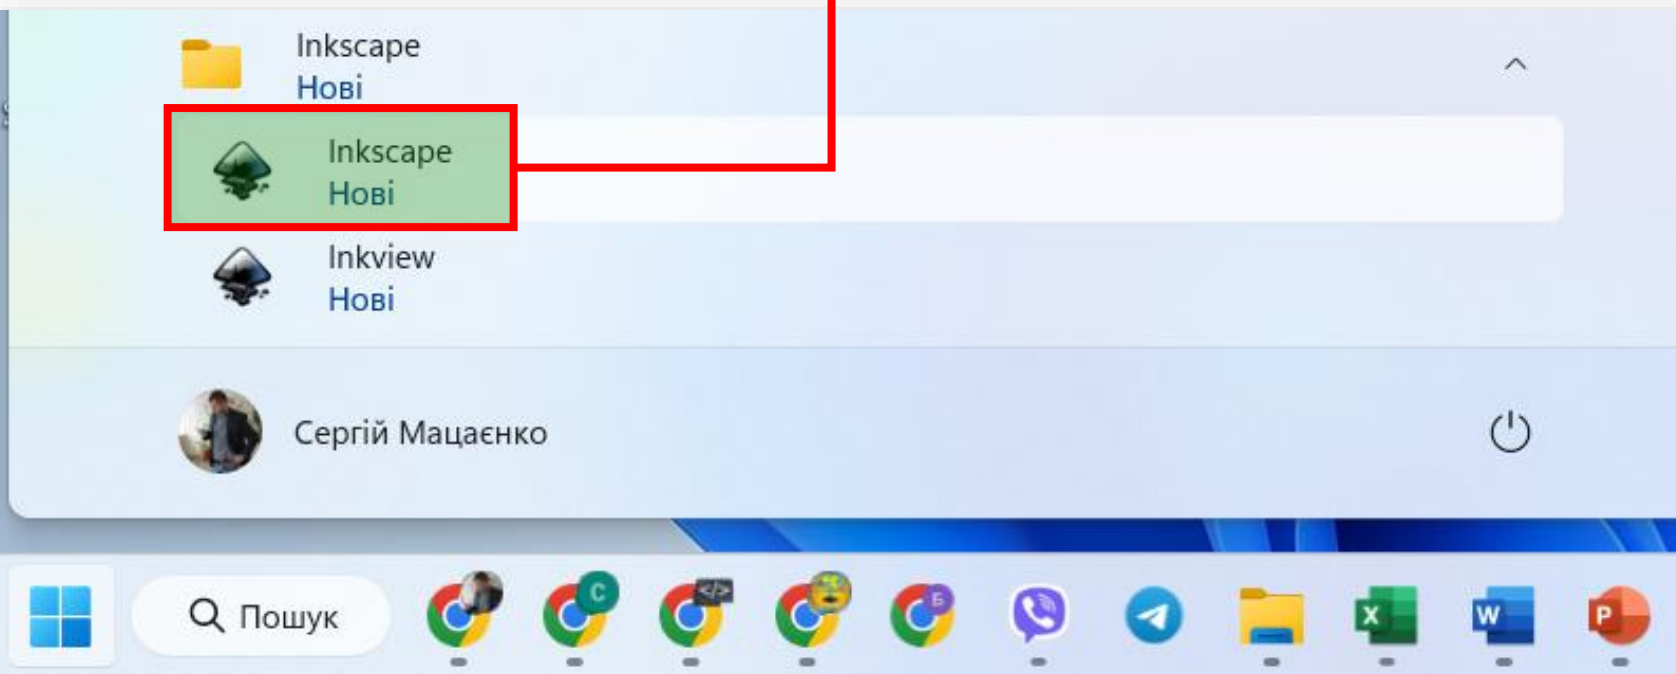 Inkscape
Нові
Inkscape
Нові
Inkview
Нові
Сергій Мацаєнко
Пошук
C
</>
Б
X
W
P